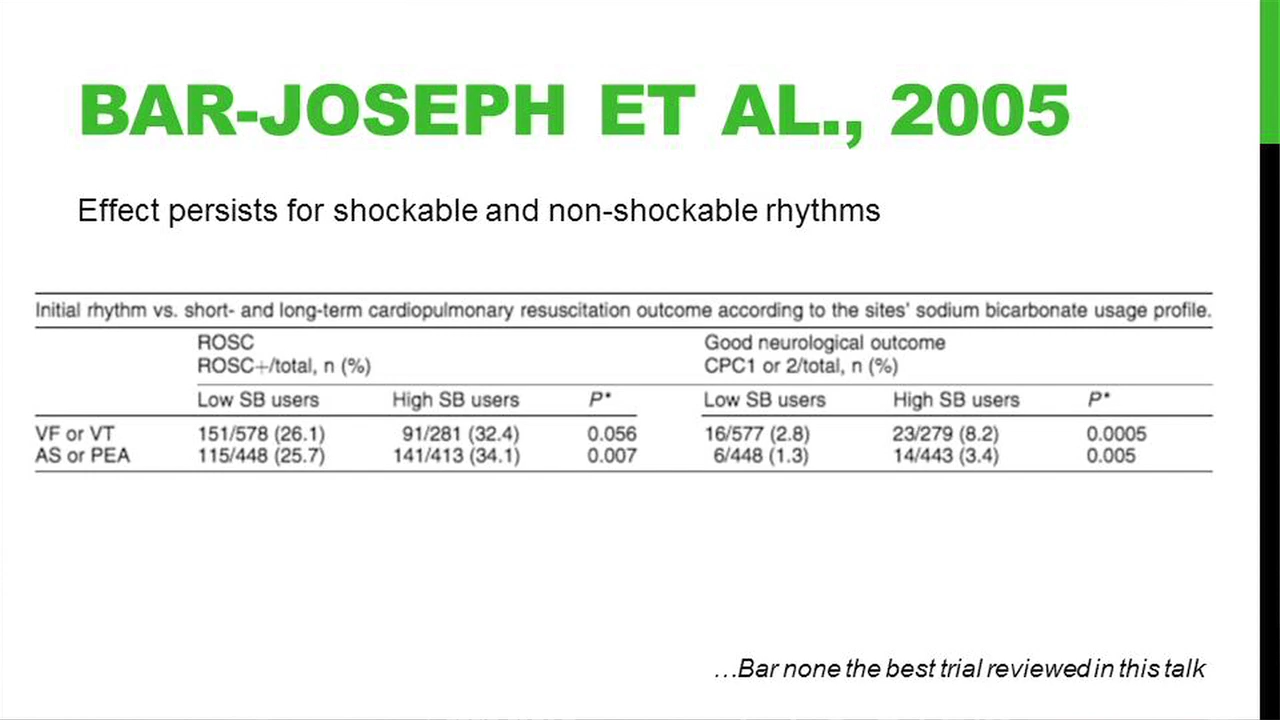 BAR-JOSEPH ET AL., 2005
Effect persists for shockable and non-shockable rhythms
Initial rhythm vs. short- and long-term cardiopulmonary resuscitation outcome according to the sites' sodium bicarbonate usage profile.
ROSC Good neurological outcome
ROSC+/total, n (%) CPC1 or 2/total, n (%)
Low SB users High SB users P* Low SB users High SB users P*
VF or VT 151/578 (26.1) 91/281 (32.4) 0.056 16/577 (2.8) 23/279 (8.2) 0.0005
AS or PEA 115/448 (25.7) 141/413 (34.1) 0.007 6/448 (1.3) 14/443 (3.4) 0.005
...Bar none the best trial reviewed in this talk